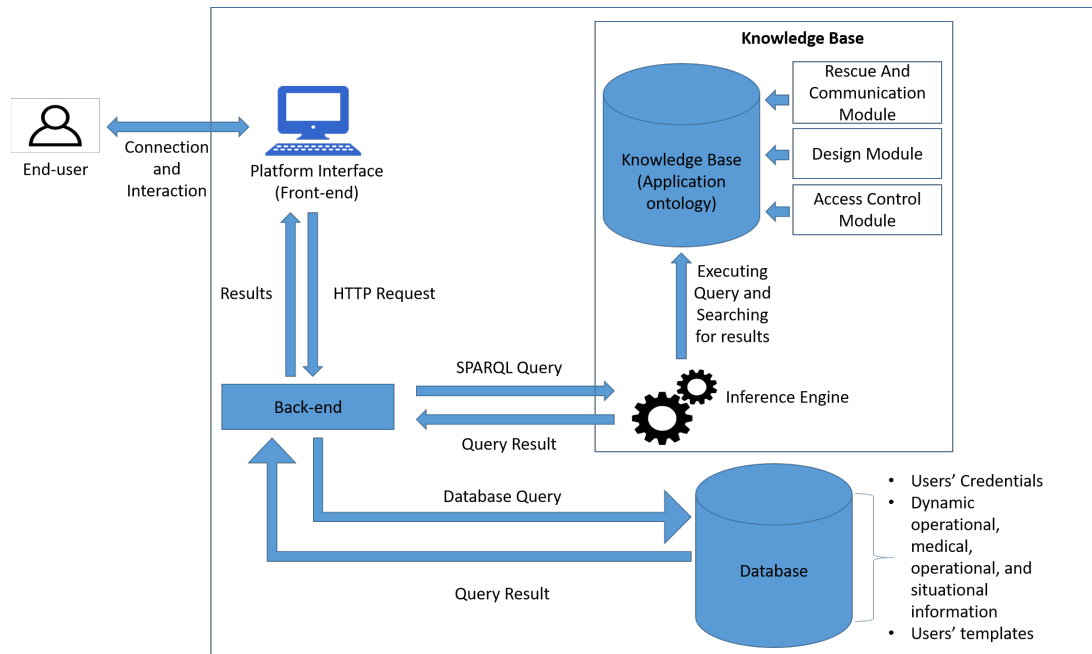 Knowledge Base
Rescue And
Communication
Module
Design Module
Access Control
Module
Knowledge Base
(Application
ontology)
End-user
Connection
and
Interaction
Platform Interface
(Front-end)
Executing
Query and
Searching
for results
Results
HTTP Request
SPARQL Query
Inference Engine
Back-end
Query Result
Database Query
Query Result
Database
• Users’ Credentials
• Dynamic
operational,
medical,
operational, and
situational
information
• Users’ templates